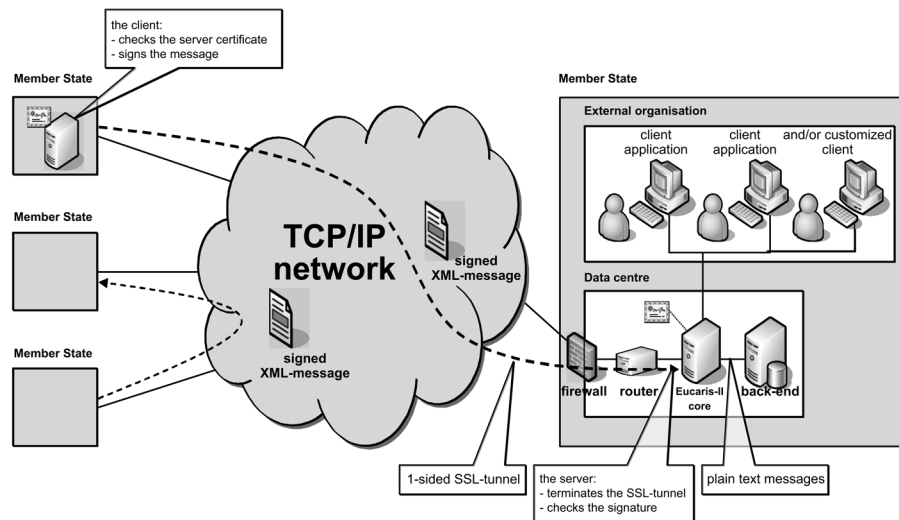 the client:
- checks the server certificate
- signs the message
Member State
Member State
External organisation
client
application
client
application
and/or customized
client
TCP/IP
network
signed
XML-message
Member State
signed
XML-message
Data centre
Member State
firewall
router
Eucaris-II
core
back-end
1-sided SSL-tunnel
the server:
- terminates the SSL-tunnel
- checks the signature
plain text messages